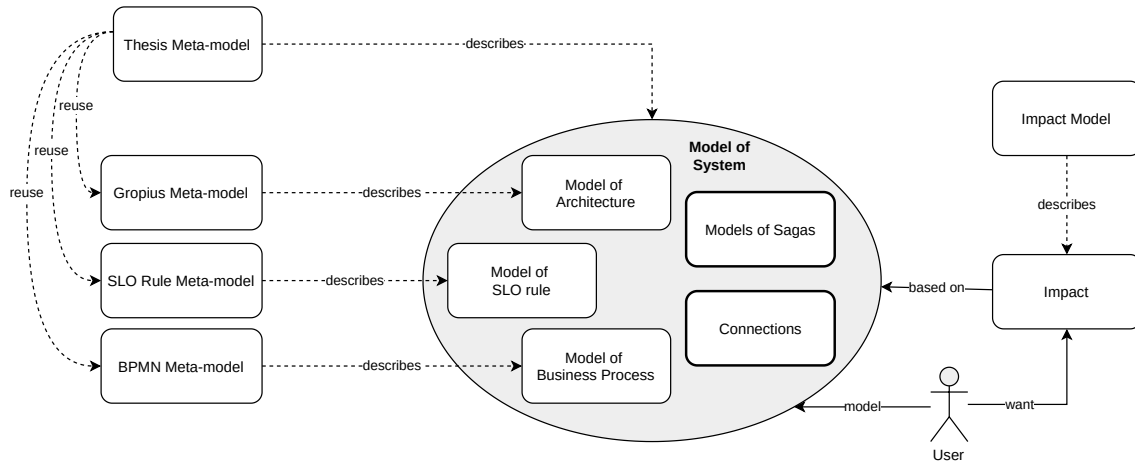 Thesis Meta-model
describes
reuse
reuse
reuse
Gropius Meta-model
describes
SLO Rule Meta-model
describes
BPMN Meta-model
describes
Model of
System
Model of
Architecture
Models of Sagas
Model of
SLO rule
Connections
Model of
Business Process
Impact Model
describes
based on
Impact
model
want
User